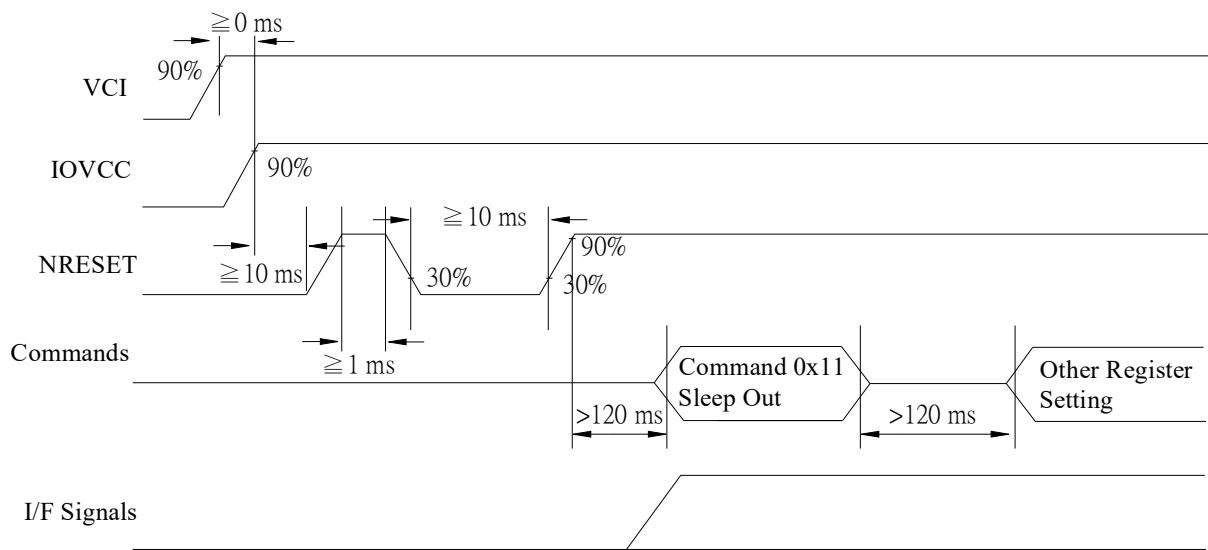 ≧0 ms
90%
VCI
IOVCC
90%
≧10 ms
90%
NRESET
≧10 ms
30%
30%
Commands
≧1 ms
Command 0x11
Sleep Out
Other Register
Setting
>120 ms
>120 ms
I/F Signals